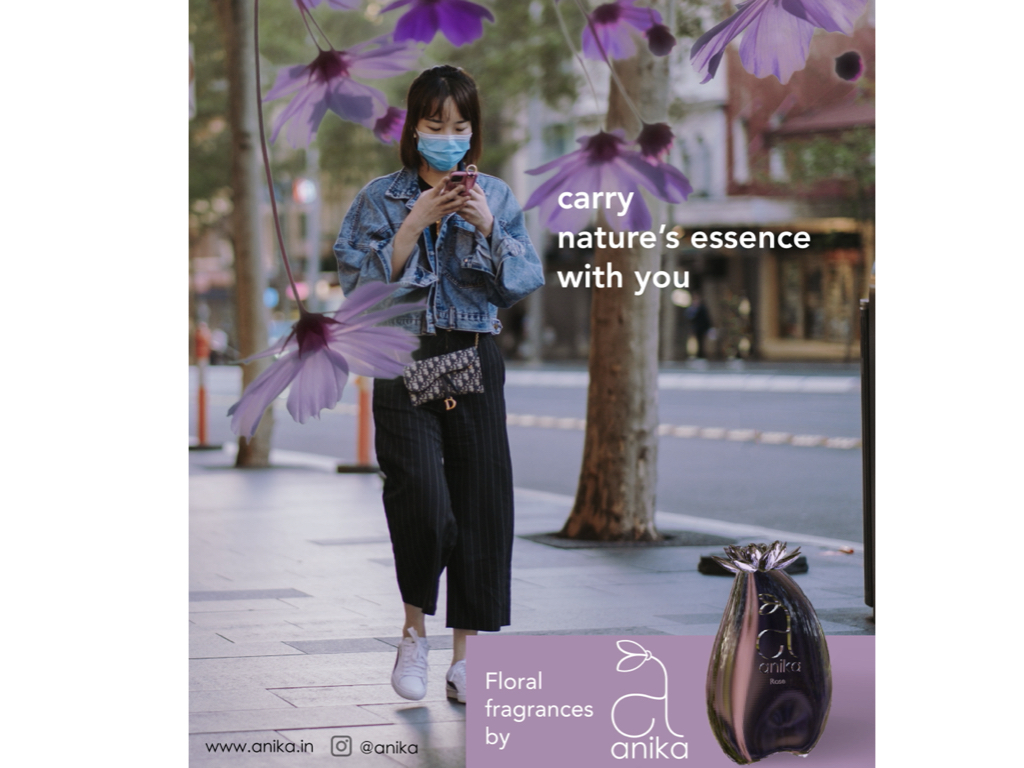 carry
nature's essence
with you
Floral
fragrances
by
anika
anika
Rose
www.anika.in
@anika